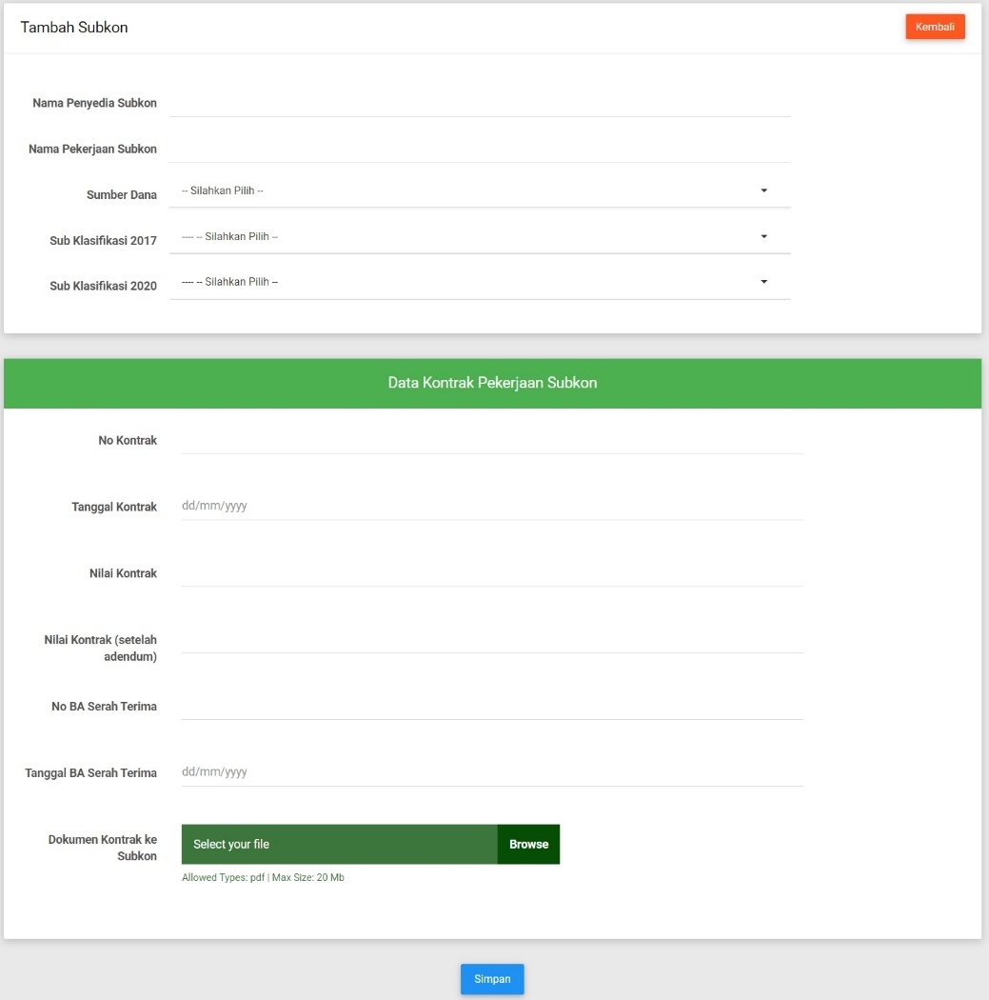 Tambah Subkon
Kembali
Nama Penyedia Subkon
Nama Pekerjaan Subkon
Sumber Dana
-- Silahkan Pilih --
Sub Klasifikasi 2017
---- -- Silahkan Pilih --
Sub Klasifikasi 2020
---- -- Silahkan Pilih --
Data Kontrak Pekerjaan Subkon
No Kontrak
Tanggal Kontrak
dd/mm/yyyy
Nilai Kontrak
Nilai Kontrak (setelah
adendum)
No BA Serah Terima
Tanggal BA Serah Terima
dd/mm/yyyy
Dokumen Kontrak ke
Subkon
Select your file
Browse
Allowed Types: pdf | Max Size: 20 Mb
Simpan